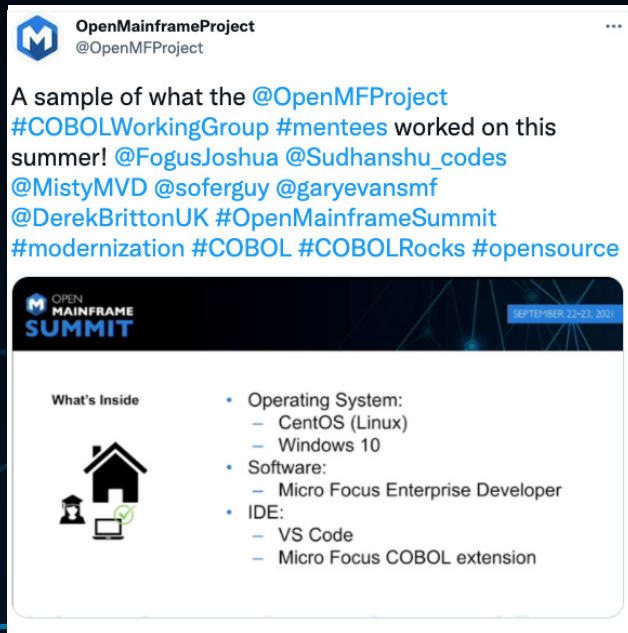 OpenMainframeProject
@OpenMFProject
A sample of what the @OpenMFProject
#COBOLWorkingGroup #mentees worked on this
summer! @FogusJoshua @Sudhanshu_codes
@MistyMVD @soferguy @garyevansmf
@DerekBrittonUK #OpenMainframeSummit
#modernization #COBOL #COBOLRocks #opensource
OPEN
MAINFRAME
SUMMIT
SEPTEMBER 22-23, 2021
What's Inside
• Operating System:
– CentOS (Linux)
– Windows 10
• Software:
– Micro Focus Enterprise Developer
• IDE:
– VS Code
– Micro Focus COBOL extension